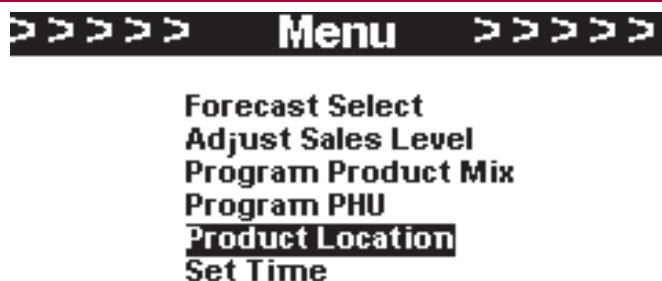 >>>>> Menu >>>>>
Forecast Select
Adjust Sales Level
Program Product Mix
Program PHU
Product Location
Set Time